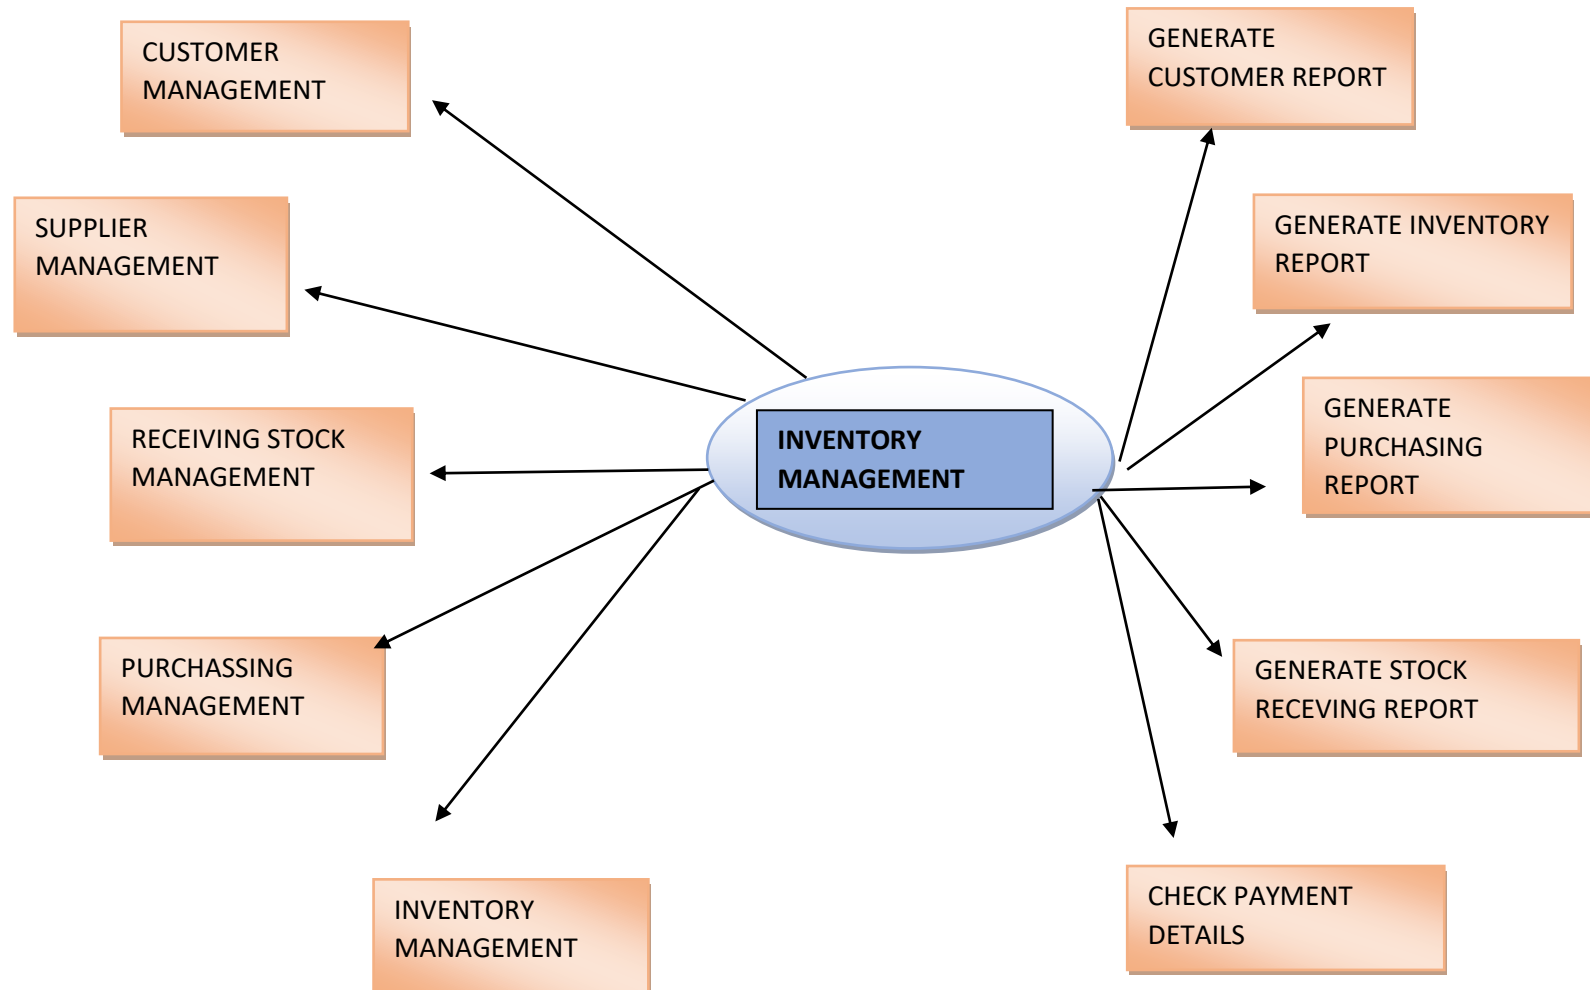 CUSTOMER
MANAGEMENT
SUPPLIER
MANAGEMENT
RECEIVING STOCK
MANAGEMENT
PURCHASSING
MANAGEMENT
INVENTORY
MANAGEMENT
INVENTORY
MANAGEMENT
GENERATE
CUSTOMER REPORT
GENERATE INVENTORY
REPORT
GENERATE
PURCHASING
REPORT
GENERATE STOCK
RECEVING REPORT
CHECK PAYMENT
DETAILS